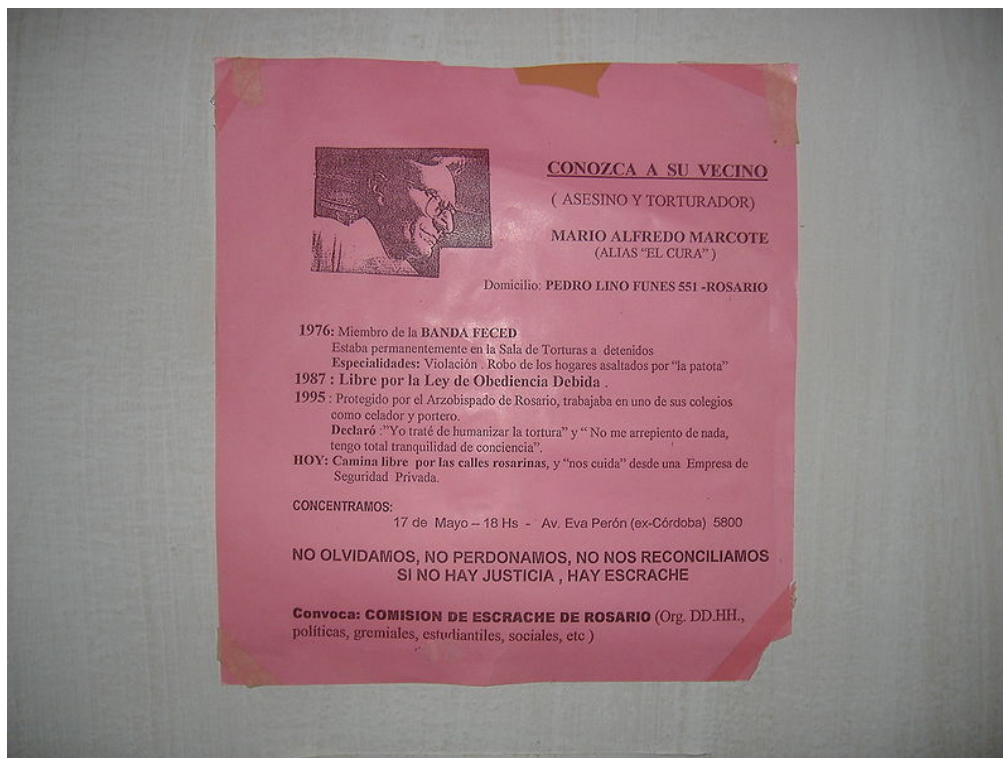 CONOZCA A SU VECINO
( ASESINO Y TORTURADOR)
MARIO ALFREDO MARCOTE
(ALIAS "EL CURA" )
Domicilio: PEDRO LINO FUNES 551 -ROSARIO
1976: Miembro de la BANDA FECED
Estaba permanentemente en la Sala de Torturas a detenidos
Especialidades: Violación . Robo de los hogares asaltados por "la patota"
1987 : Libre por la Ley de Obediencia Debida .
1995 : Protegido por el Arzobispado de Rosario, trabajaba en uno de sus colegios
como celador y portero.
Declaró :"Yo traté de humanizar la tortura" y " No me arrepiento de nada,
tengo total tranquilidad de conciencia".
HOY: Camina libre por las calles rosarinas, y "nos cuida" desde una Empresa de
Seguridad Privada.
CONCENTRAMOS:
17 de Mayo – 18 Hs - Av. Eva Perón (ex-Córdoba) 5800
NO OLVIDAMOS, NO PERDONAMOS, NO NOS RECONCILIAMOS
SI NO HAY JUSTICIA , HAY ESCRACHE
Convoca: COMISION DE ESCRACHE DE ROSARIO (Org. DD.HH.,
políticas, gremiales, estudiantiles, sociales, etc )